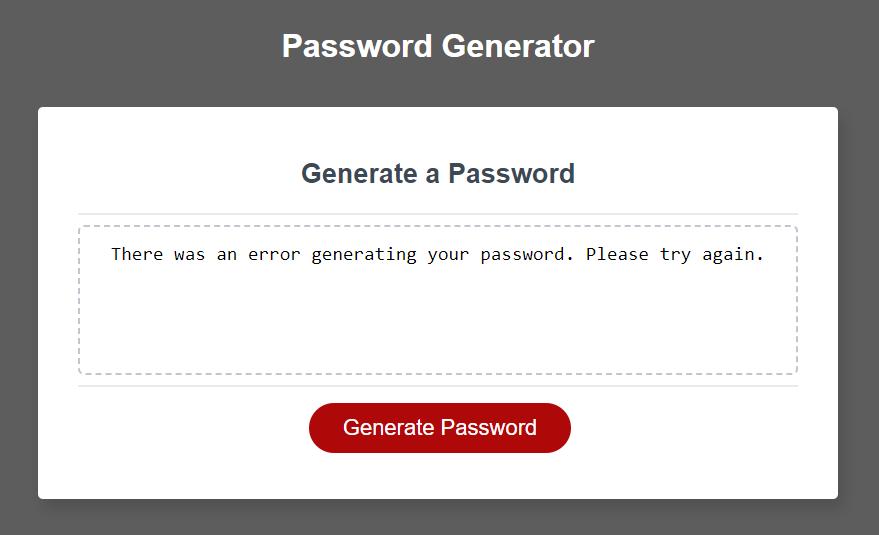 Password Generator
Generate a Password
There was an error generating your password. Please try again.
Generate Password